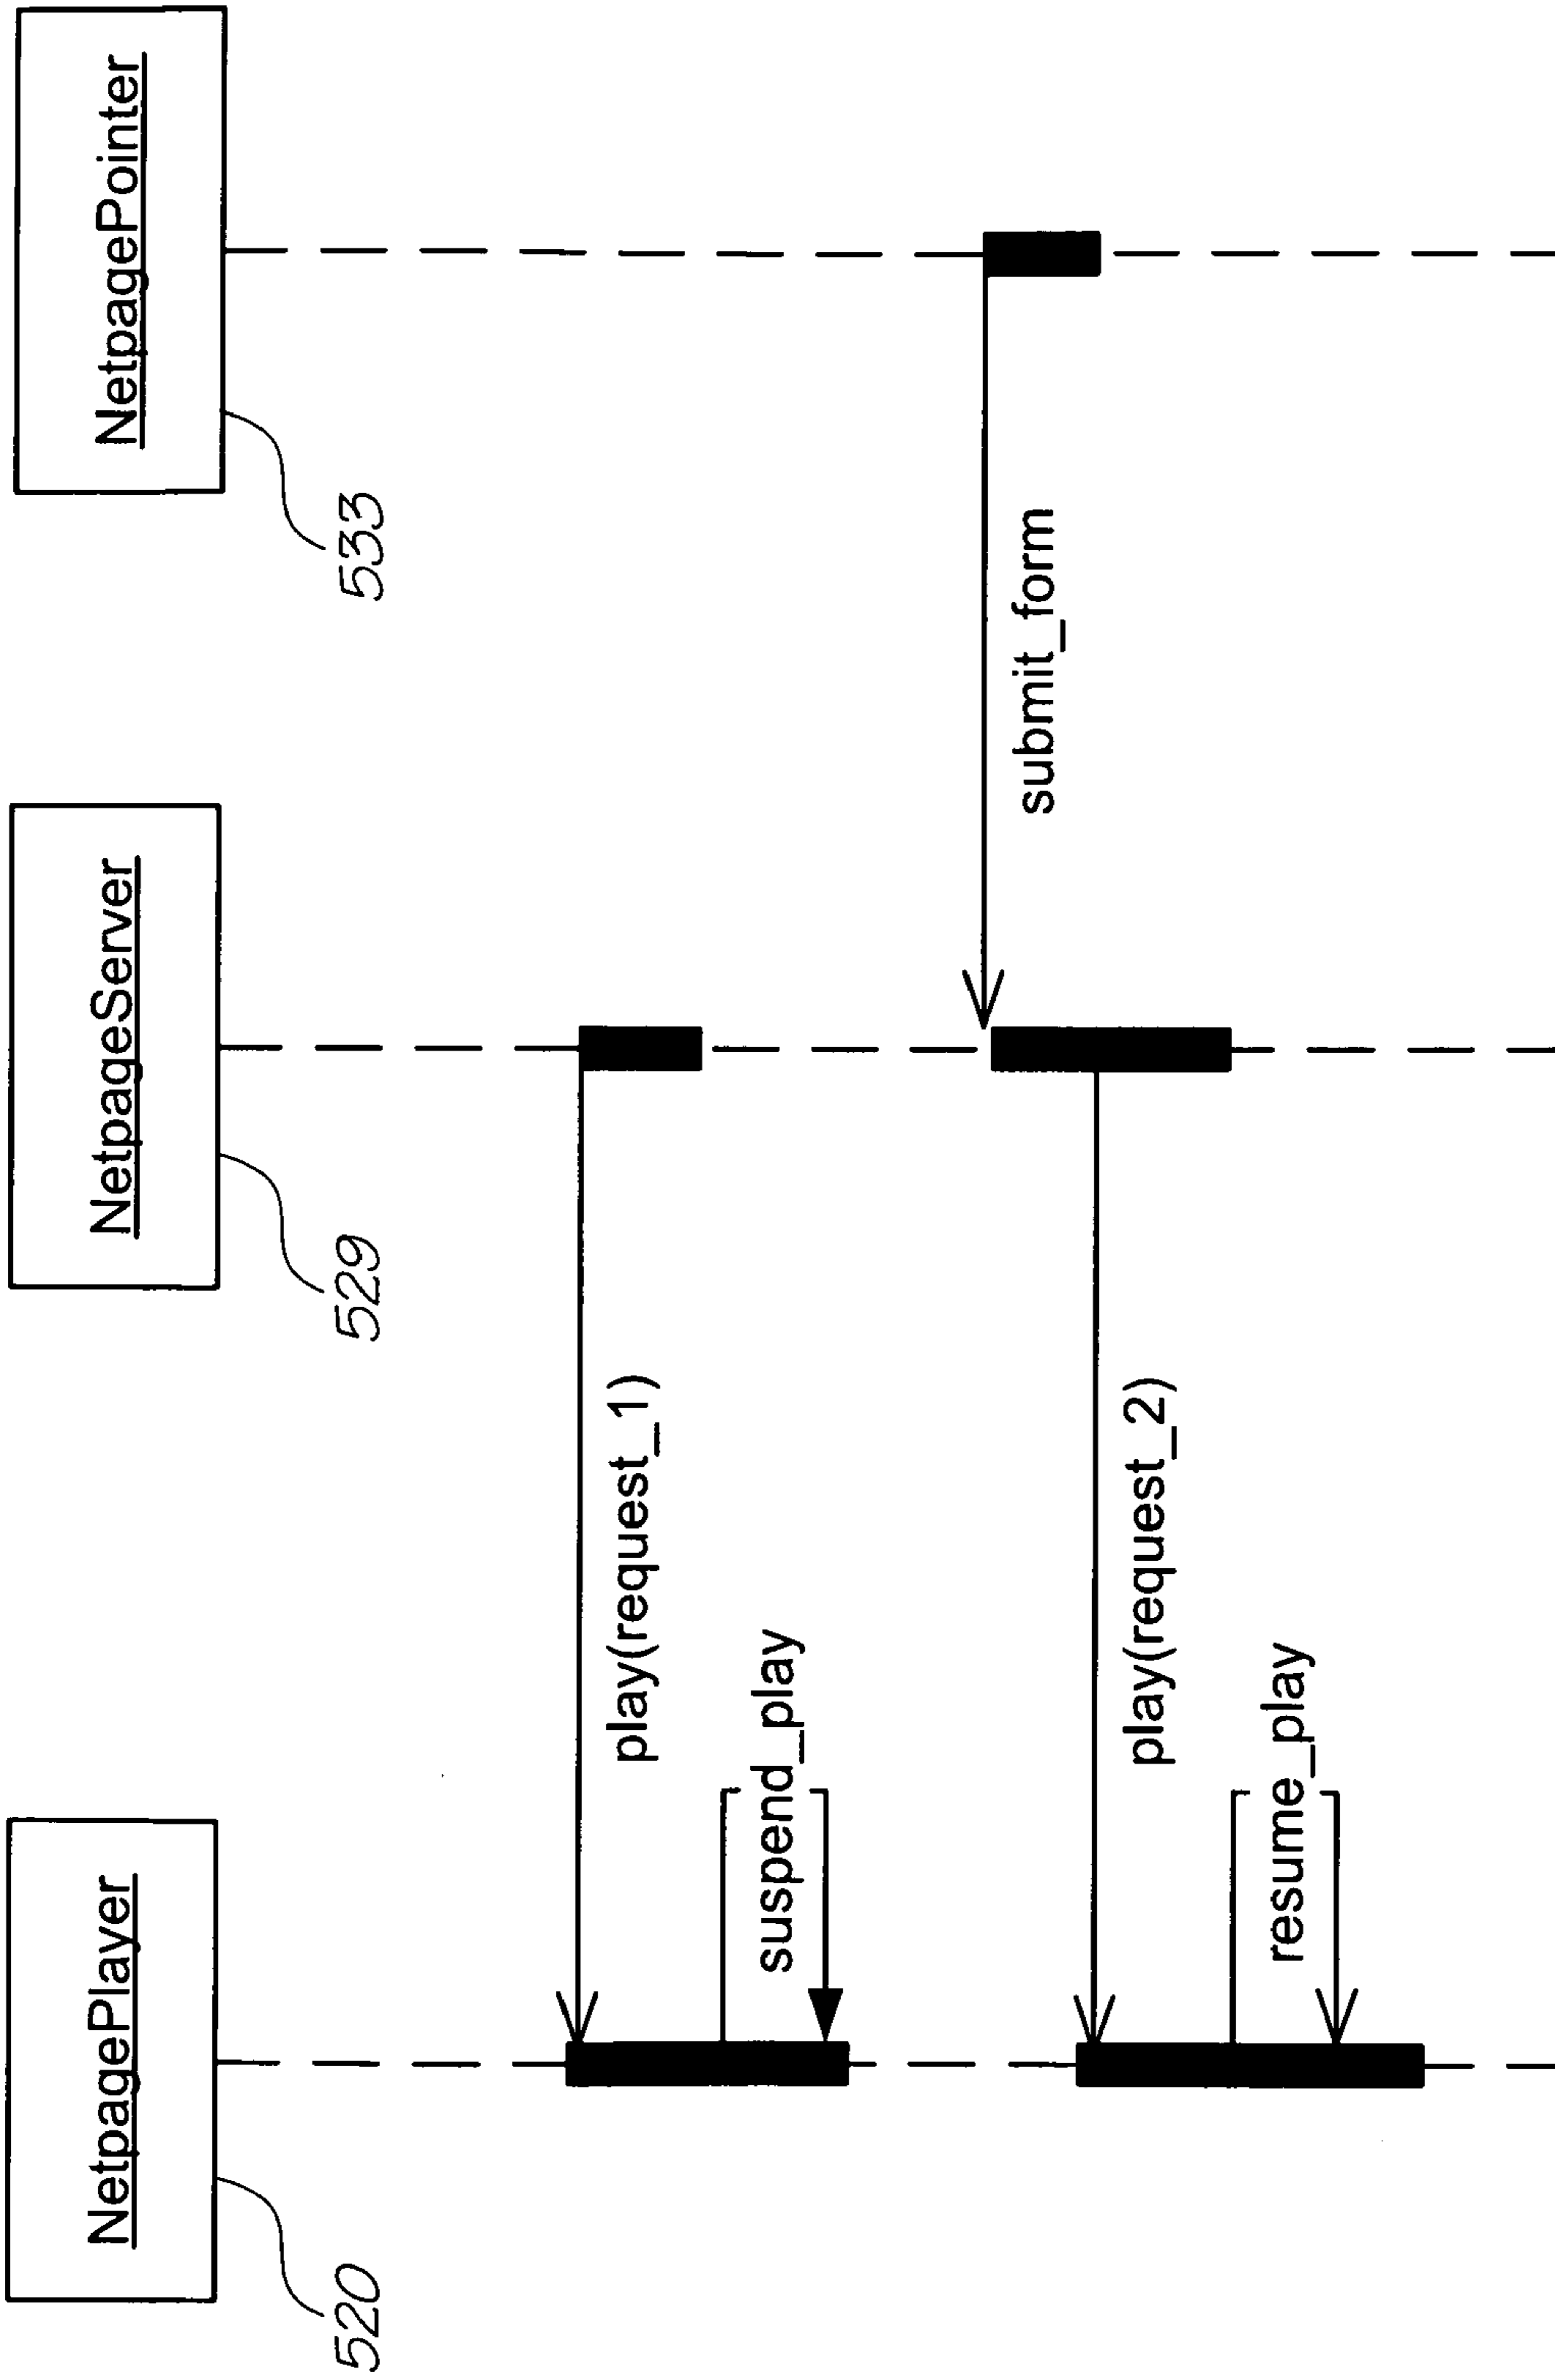 NetpagePlayer
NetpageServer
NetpagePointer
520
529
533
play(request_1)
suspend_play
submit_form
play(request_2)
resume_play